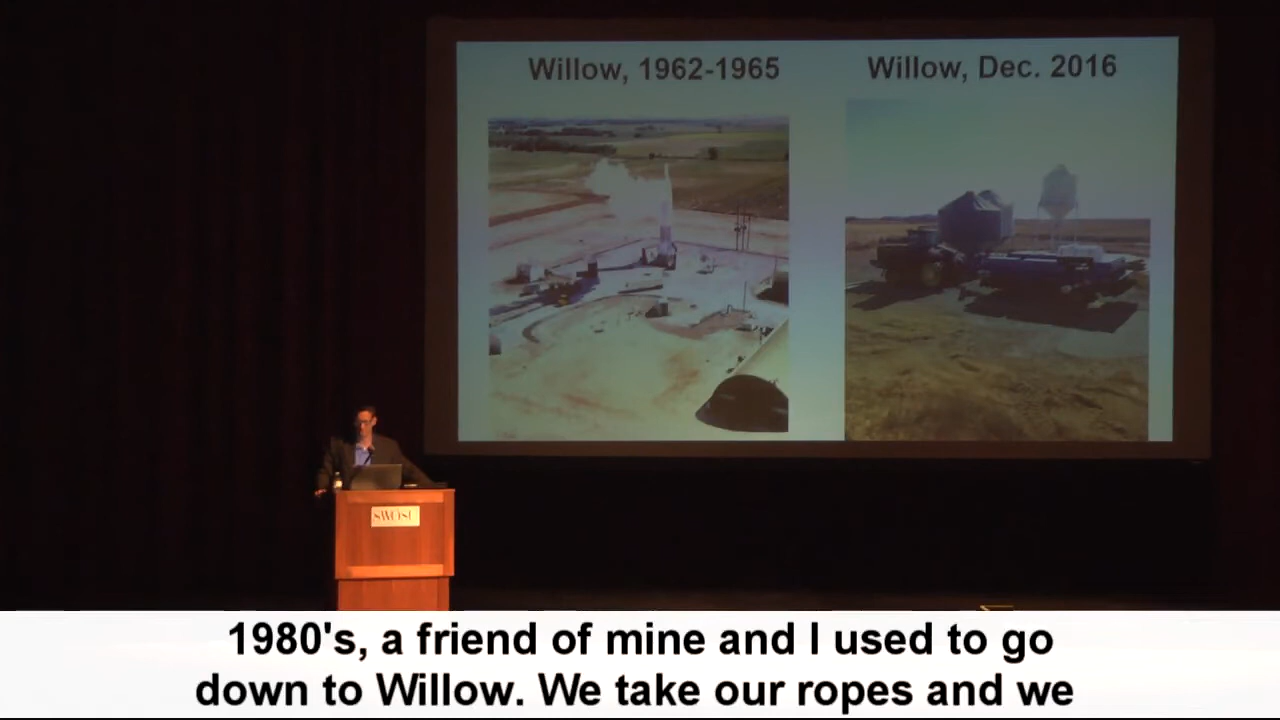 Willow, 1962-1965
Willow, Dec. 2016
SWOSU
1980's, a friend of mine and I used to go
down to Willow. We take our ropes and we